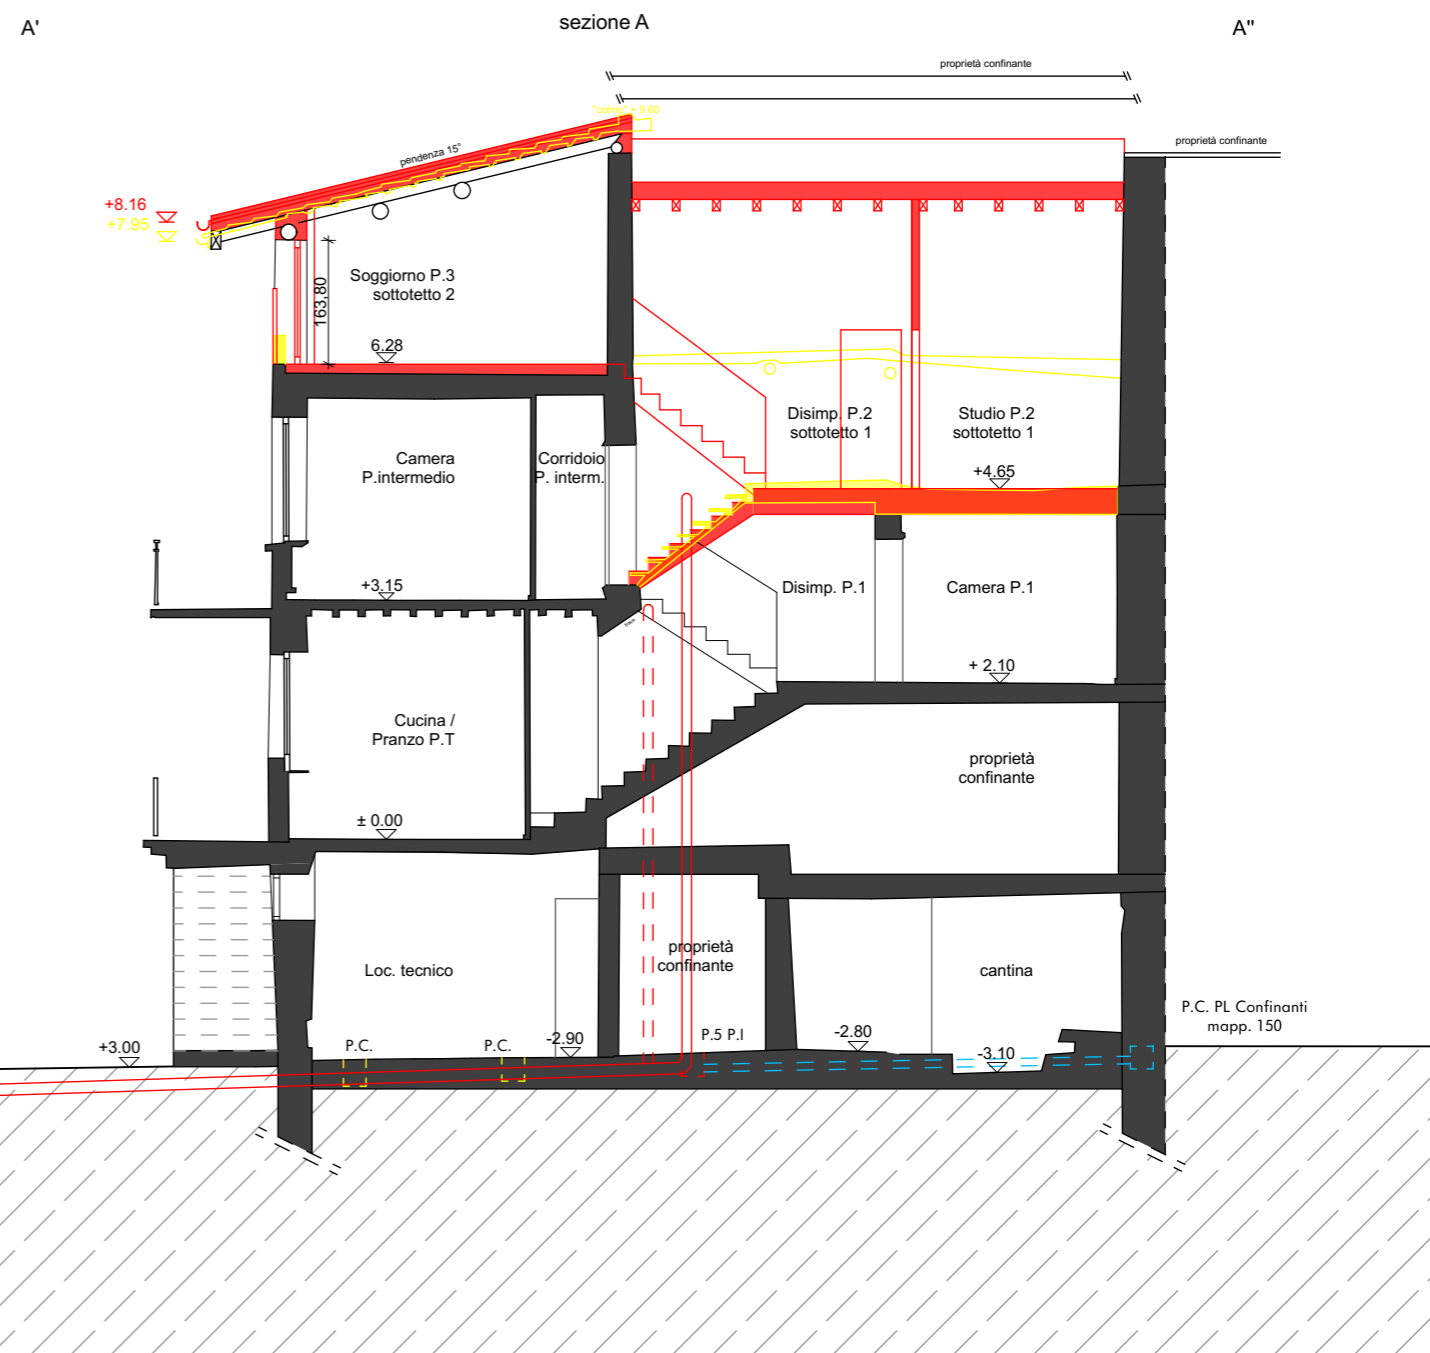 A'
sezione A
A"
proprietà confinante
proprietà confinante
"colmo" + 9.60
pendenza 15°
+8.16
+7.95
Soggiorno P.3
sottotetto 2
163,80
6.28
Disimp. P.2
sottotetto 1
Studio P.2
sottotetto 1
+4.65
Camera
P.intermedio
Corridoio
P. interm.
+3.15
Disimp. P.1
Camera P.1
+ 2.10
Cucina /
Pranzo P.T
± 0.00
proprietà
confinante
Loc. tecnico
proprietà
confinante
cantina
P.C. PL Confinanti
mapp. 150
+3.00
P.C.
P.C.
-2.90
P.5 P.I
-2.80
-3.10